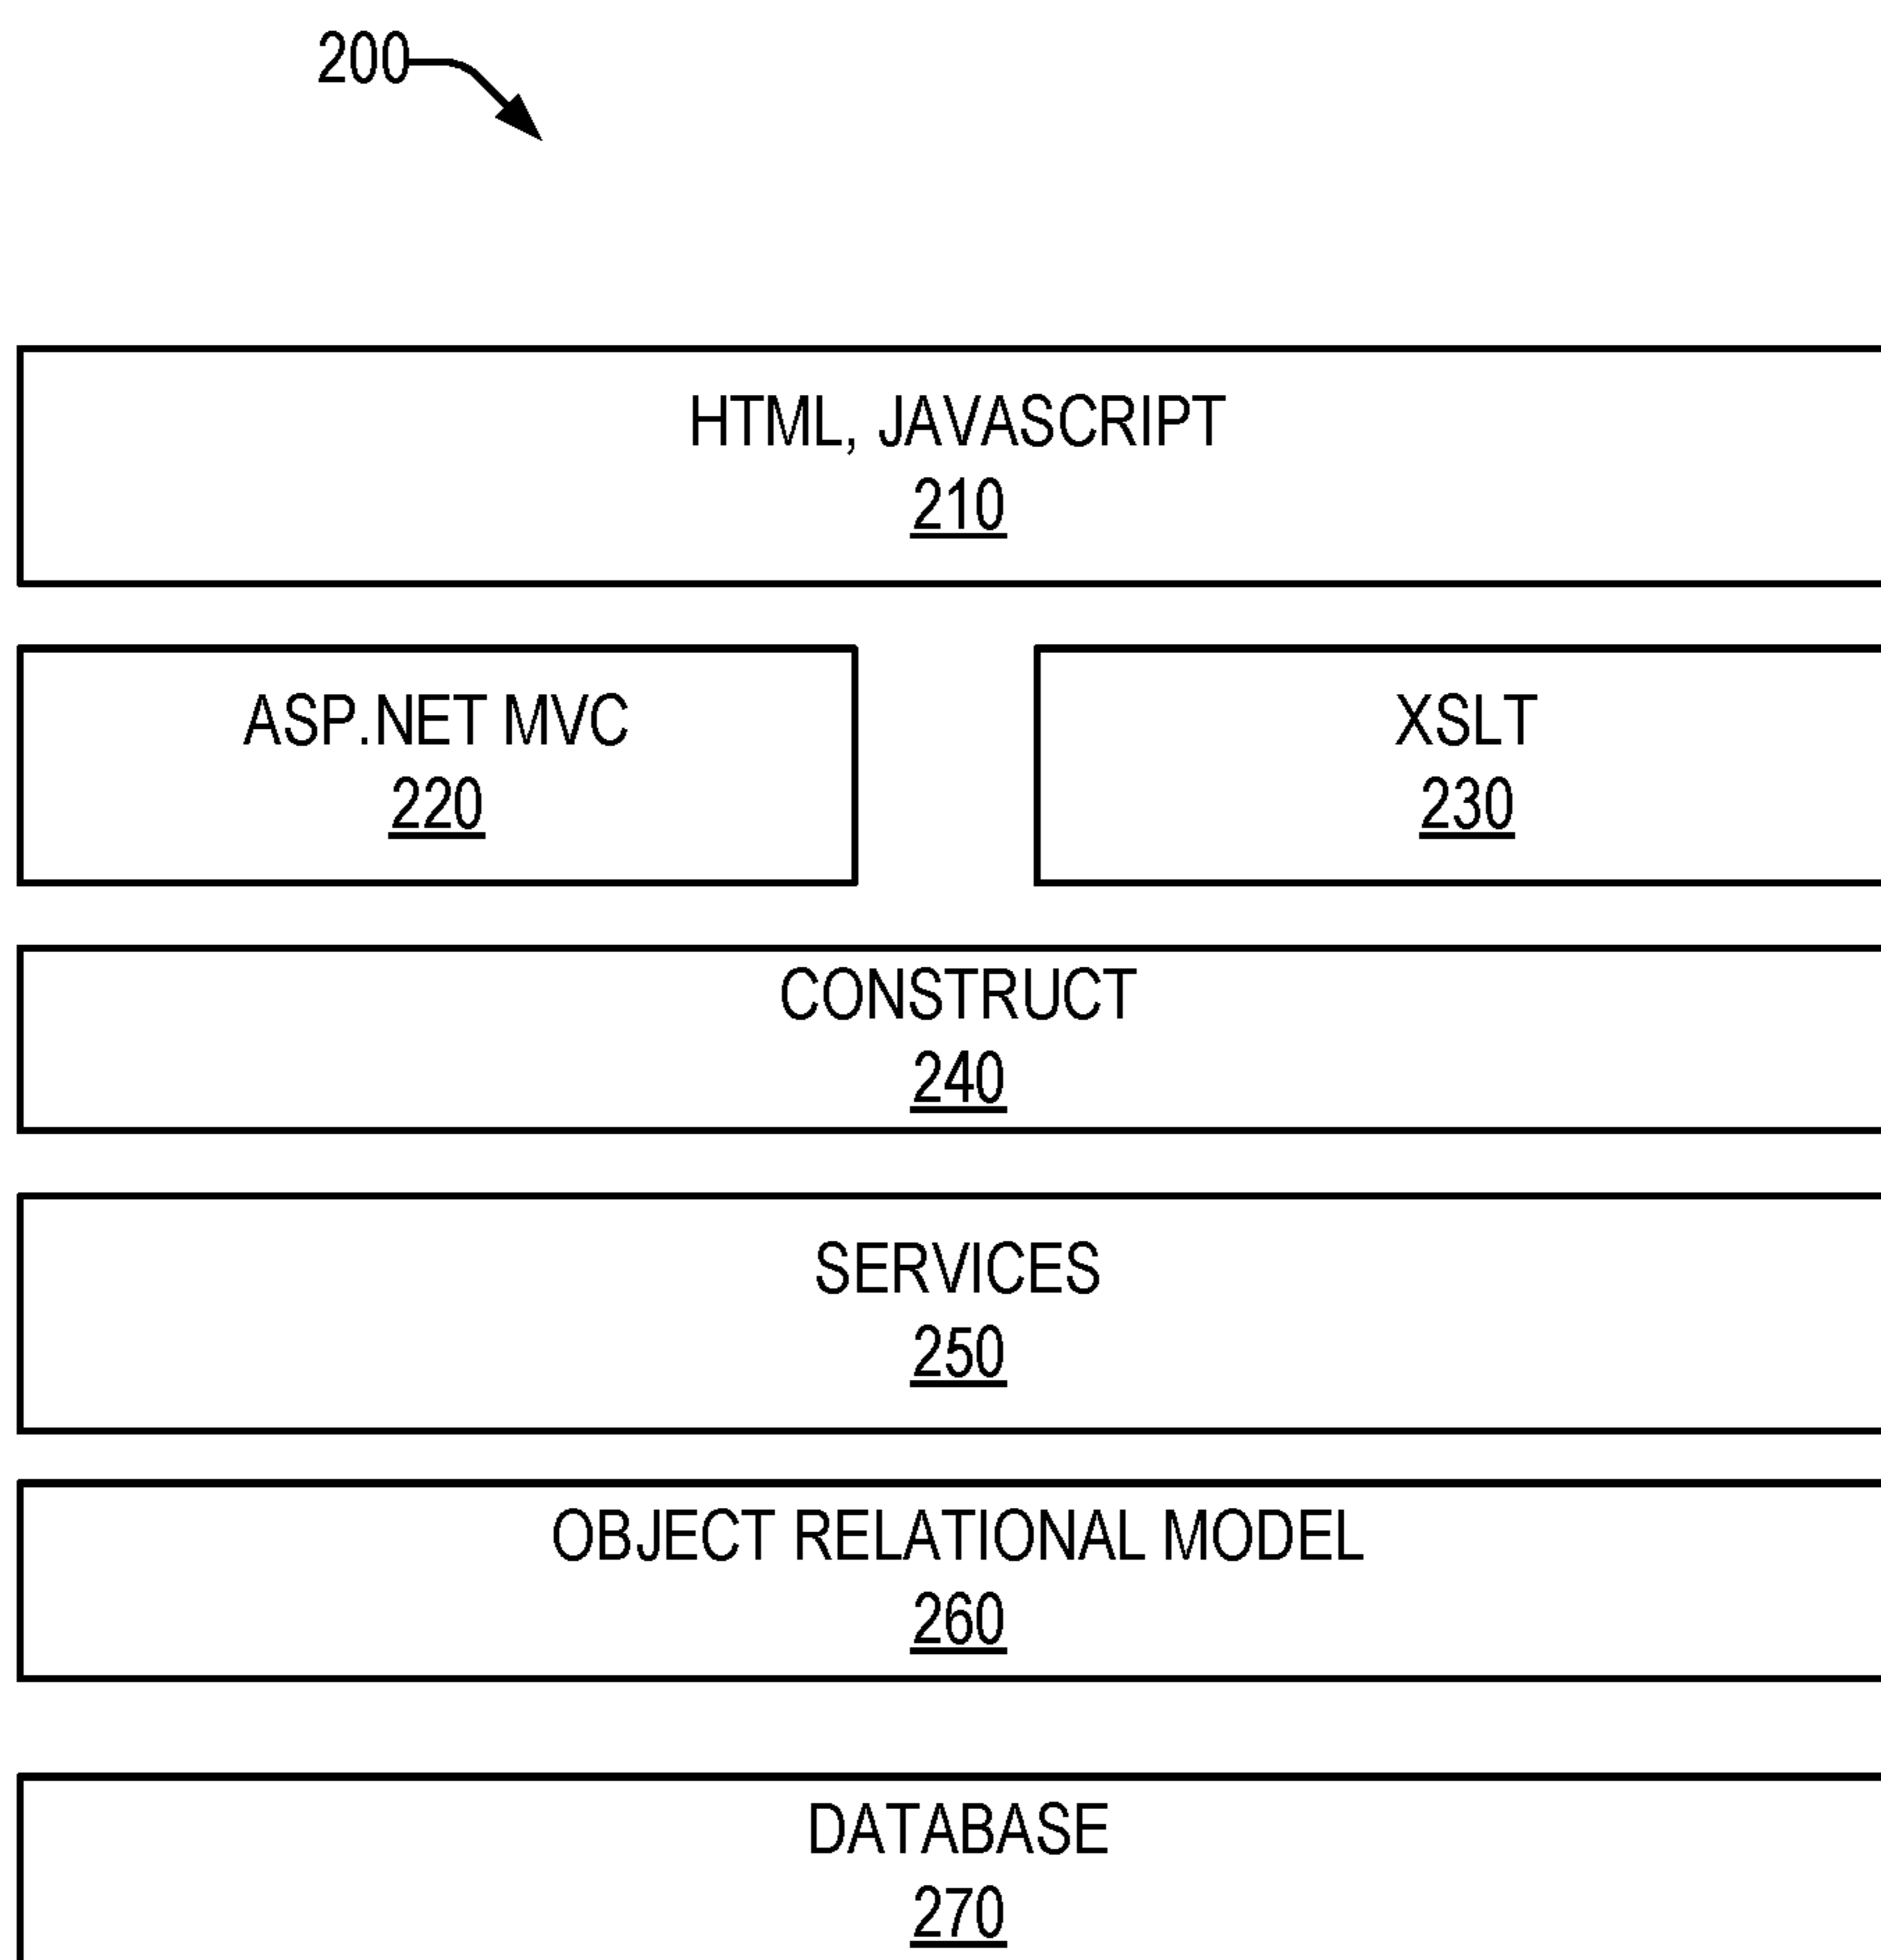 200
HTML, JAVASCRIPT
210
ASP.NET MVC
220
XSLT
230
CONSTRUCT
240
SERVICES
250
OBJECT RELATIONAL MODEL
260
DATABASE
270